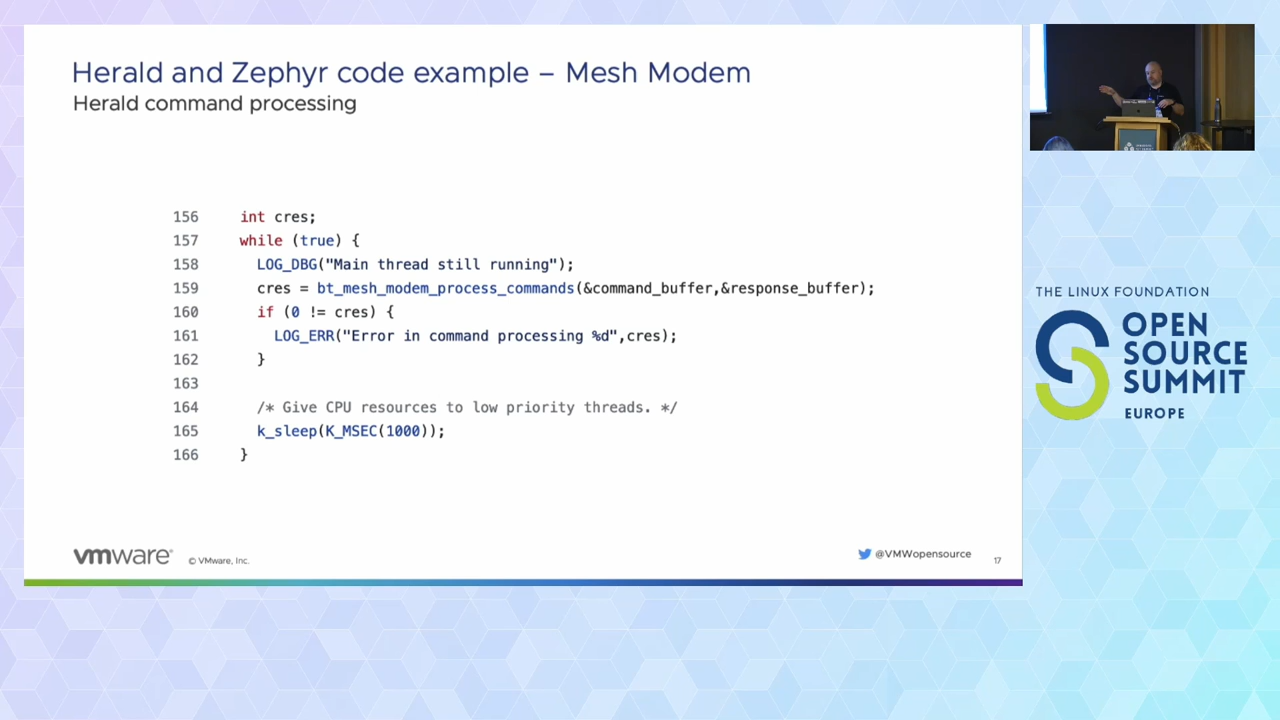 Herald and Zephyr code example – Mesh Modem
Herald command processing
156 int cres;
157 while (true) {
158 LOG_DBG("Main thread still running");
159 cres = bt_mesh_modem_process_commands(&command_buffer,&response_buffer);
160 if (0 != cres) {
161 LOG_ERR("Error in command processing %d",cres);
162 }
163
164 /* Give CPU resources to low priority threads. */
165 k_sleep(K_MSEC(1000));
166 }
vmware® © VMware, Inc.
@VMWopensource
17
THE LINUX FOUNDATION
OPEN
SOURCE
SUMMIT
EUROPE